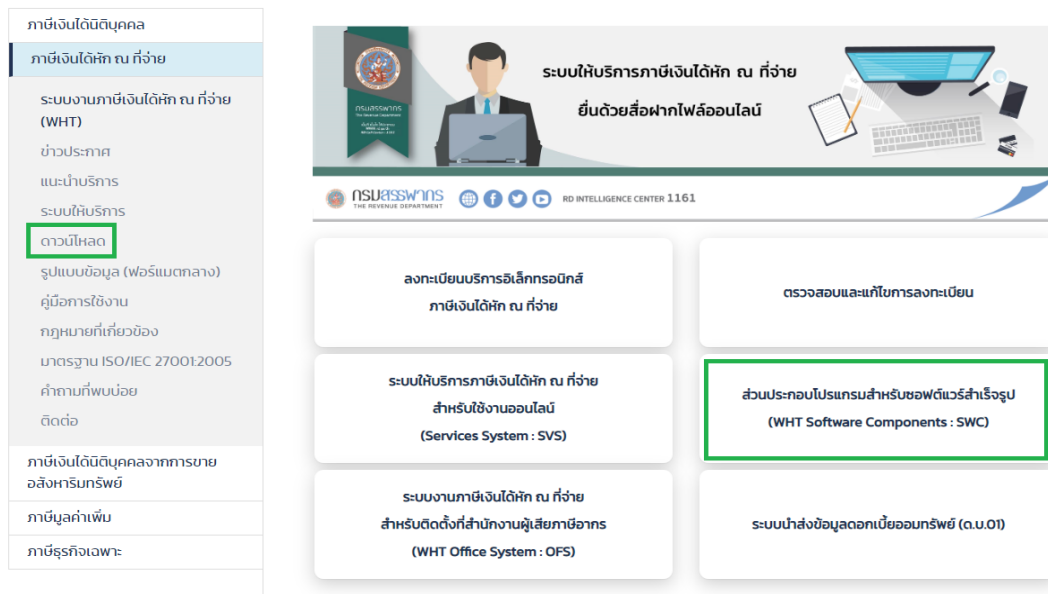 ภาษีเงินได้นิติบุคคล
ภาษีเงินได้หัก ณ ที่จ่าย
ระบบงานภาษีเงินได้หัก ณ ที่จ่าย
(WHT)
ข่าวประกาศ
แนะนำบริการ
ระบบให้บริการ
ดาวน์โหลด
รูปแบบข้อมูล (ฟอร์แมตกลาง)
คู่มือการใช้งาน
กฎหมายที่เกี่ยวข้อง
มาตรฐาน ISO/IEC 27001:2005
คำถามที่พบบ่อย
ติดต่อ
ภาษีเงินได้นิติบุคคลจากการขาย
อสังหาริมทรัพย์
ภาษีมูลค่าเพิ่ม
ภาษีธุรกิจเฉพาะ
กรมสรรพากร
The Revenue Department
ระบบให้บริการภาษีเงินได้หัก ณ ที่จ่าย
ยื่นด้วยสื่อฝากไฟล์ออนไลน์
กรมสรรพากร
THE REVENUE DEPARTMENT
RD INTELLIGENCE CENTER 1161
ลงทะเบียนบริการอิเล็กทรอนิกส์
ภาษีเงินได้หัก ณ ที่จ่าย
ตรวจสอบและแก้ไขการลงทะเบียน
ระบบให้บริการภาษีเงินได้หัก ณ ที่จ่าย
สำหรับใช้งานออนไลน์
(Services System : SVS)
ส่วนประกอบโปรแกรมสำหรับซอฟต์แวร์สำเร็จรูป
(WHT Software Components : SWC)
ระบบงานภาษีเงินได้หัก ณ ที่จ่าย
สำหรับติดตั้งที่สำนักงานผู้เสียภาษีอากร
(WHT Office System : OFS)
ระบบนำส่งข้อมูลดอกเบี้ยออมทรัพย์ (ด.บ.01)